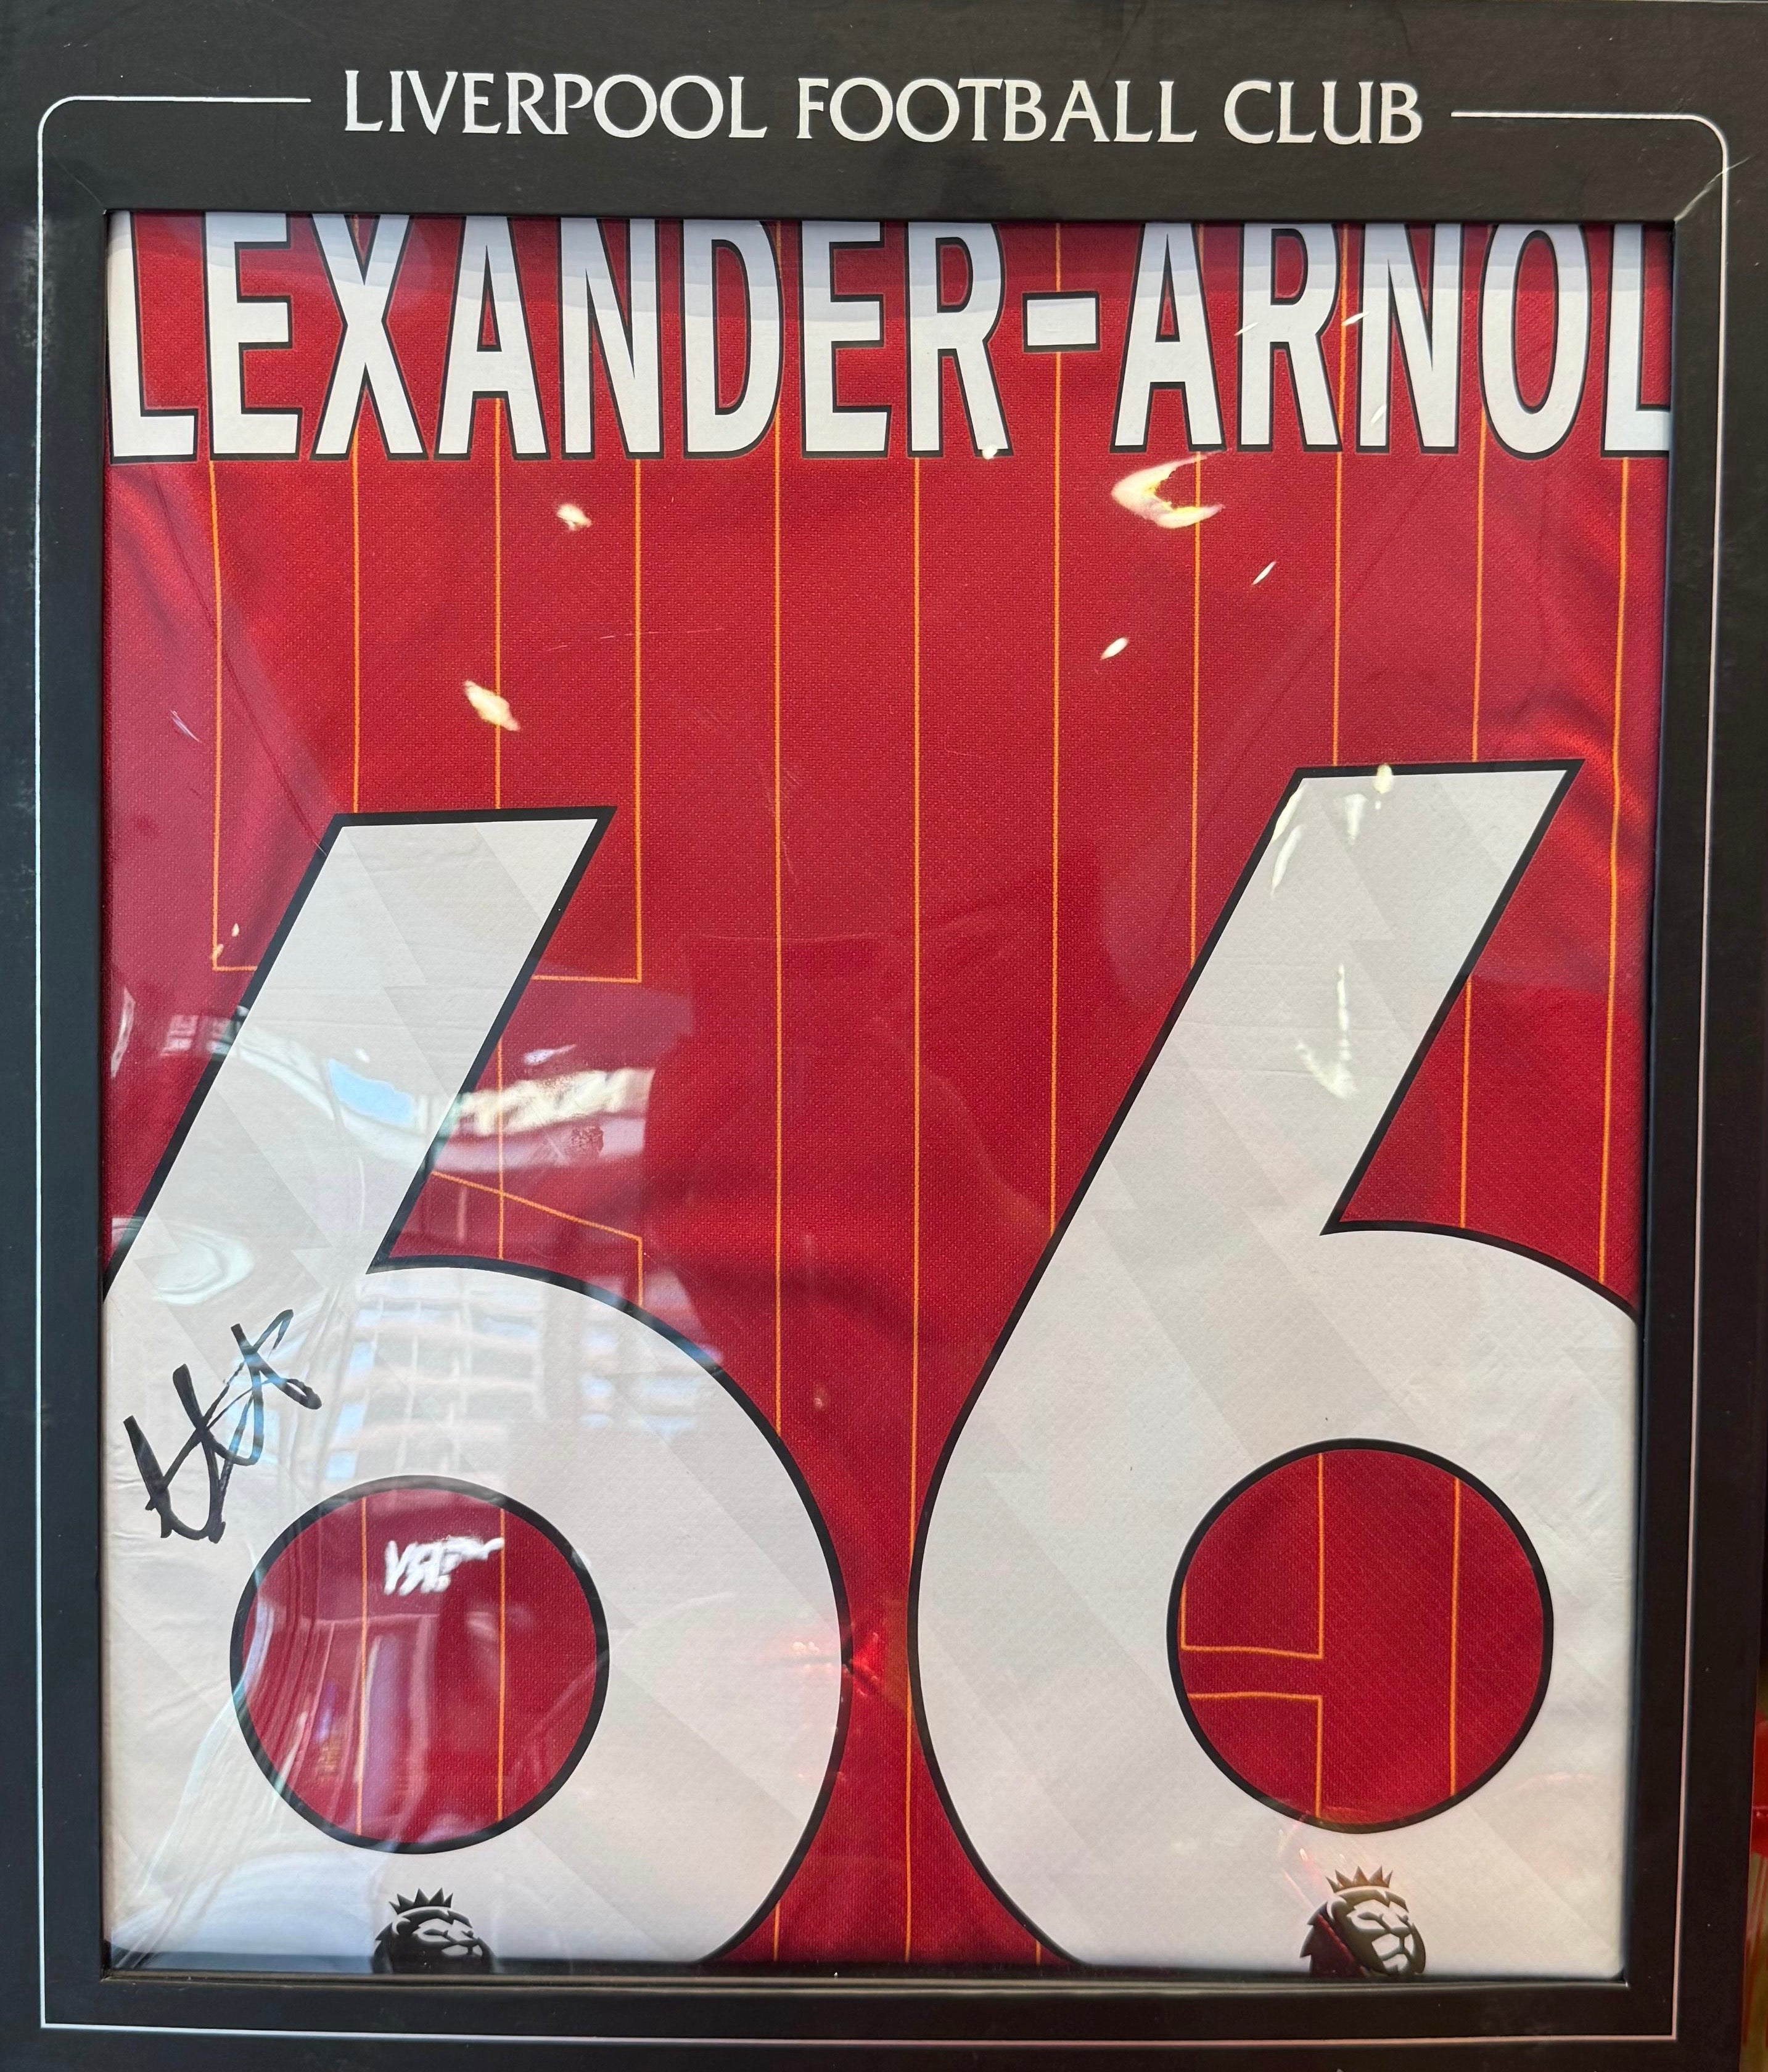 LIVERPOOL FOOTBALL CLUB
LEXANDER-ARNOL
66